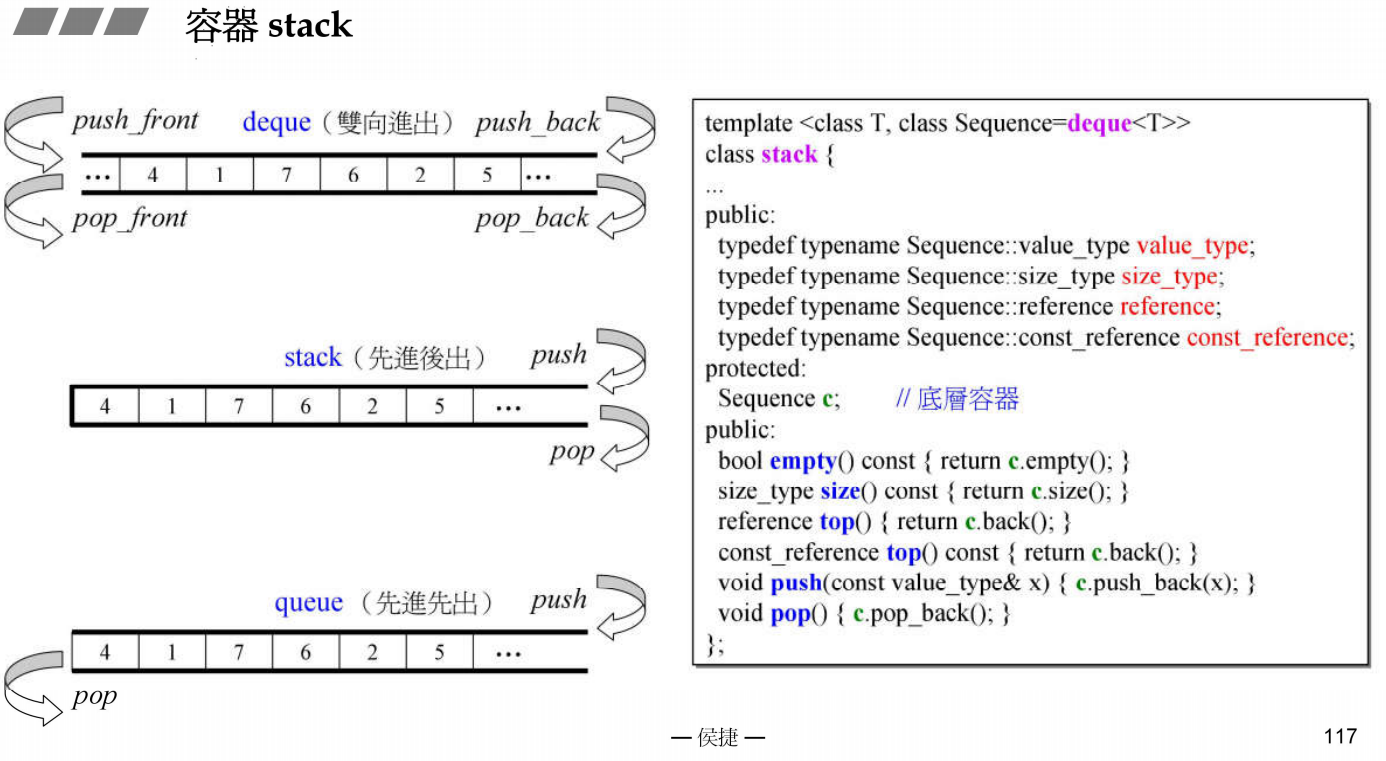 容器 stack
push_front deque（雙向進出） push_back
… 4 1 7 6 2 5 …
pop_front pop_back
stack（先進後出） push
4 1 7 6 2 5 …
pop
queue （先進先出） push
4 1 7 6 2 5 …
pop
template <class T, class Sequence=deque<T>>
class stack {
...
public:
typedef typename Sequence::value_type value_type;
typedef typename Sequence::size_type size_type;
typedef typename Sequence::reference reference;
typedef typename Sequence::const_reference const_reference;
protected:
Sequence c; // 底層容器
public:
bool empty() const { return c.empty(); }
size_type size() const { return c.size(); }
reference top() { return c.back(); }
const_reference top() const { return c.back(); }
void push(const value_type& x) { c.push_back(x); }
void pop() { c.pop_back(); }
};
— 侯捷 —
117